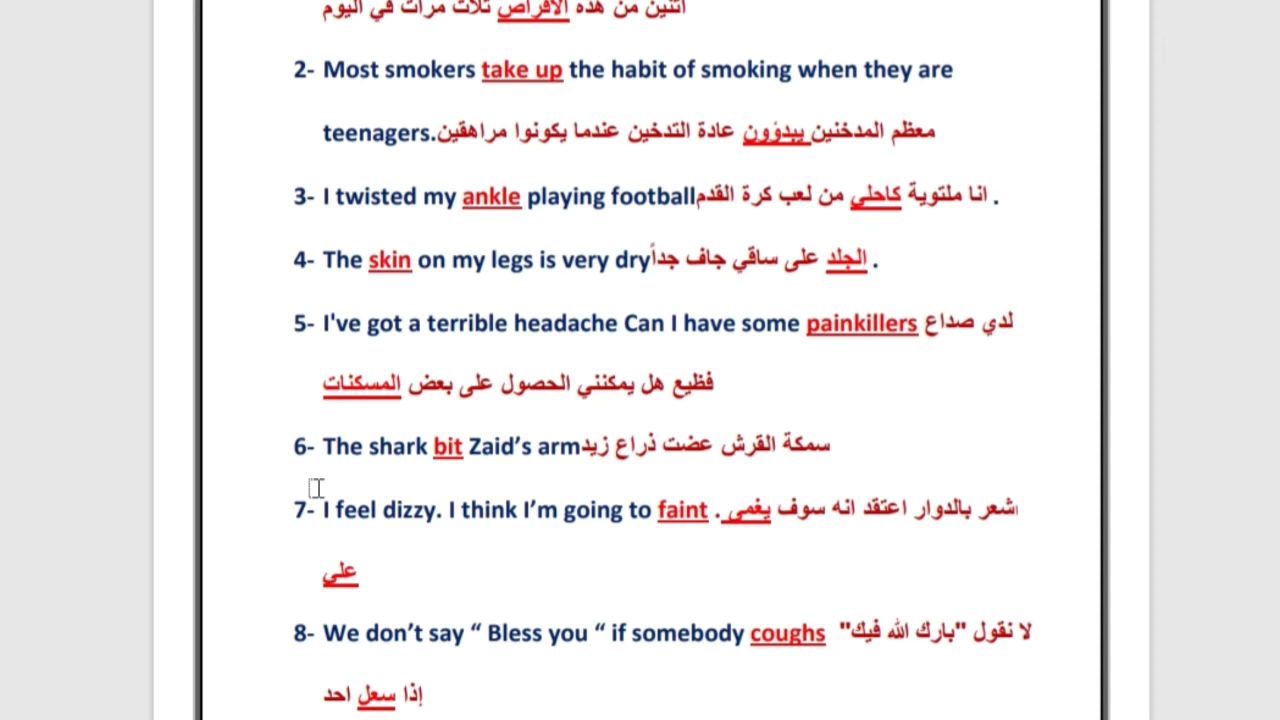 اثنين من هذه الأقراص ثلاث مرات في اليوم
2- Most smokers take up the habit of smoking when they are
teenagers.معظم المدخنين يبدؤون عادة التدخين عندما يكونوا مراهقين
3- I twisted my ankle playing footballانا ملتوية كاحلي من لعب كرة القدم .
4- The skin on my legs is very dryالجلد على ساقي جاف جداً .
5- I've got a terrible headache Can I have some painkillers لدي صداع
فظيع هل يمكنني الحصول على بعض المسكنات
6- The shark bit Zaid’s armسمكة القرش عضت ذراع زيد
7- I feel dizzy. I think I’m going to faint . اشعر بالدوار اعتقد انه سوف يغمى
علي
8- We don’t say “ Bless you “ if somebody coughs لا نقول "بارك الله فيك"
إذا سعل احد